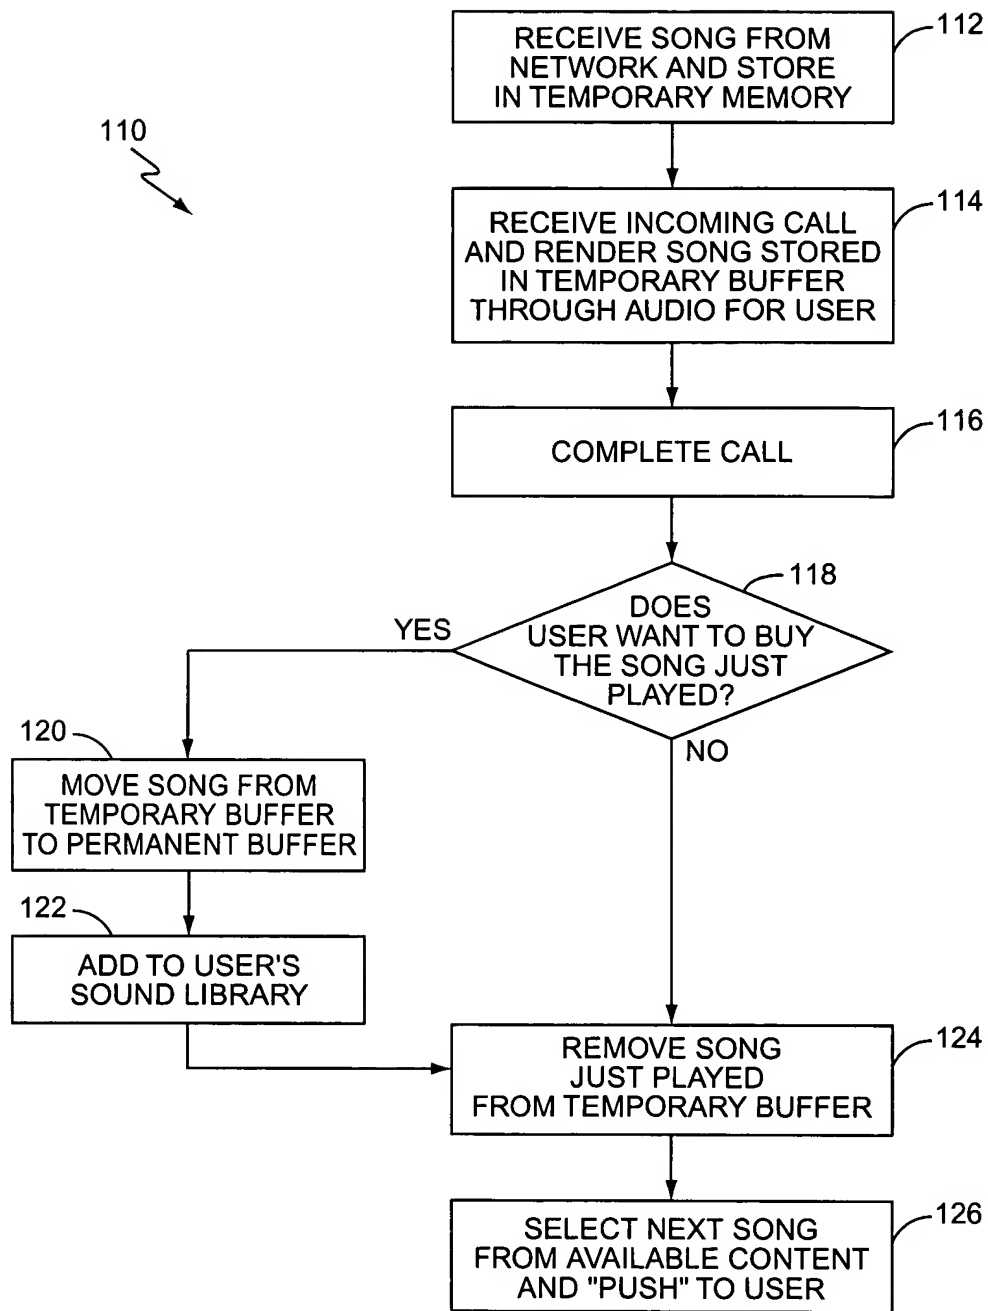 110
RECEIVE SONG FROM
NETWORK AND STORE
IN TEMPORARY MEMORY
112
RECEIVE INCOMING CALL
AND RENDER SONG STORED
IN TEMPORARY BUFFER
THROUGH AUDIO FOR USER
114
COMPLETE CALL
116
DOES
USER WANT TO BUY
THE SONG JUST
PLAYED?
118
YES
NO
120
MOVE SONG FROM
TEMPORARY BUFFER
TO PERMANENT BUFFER
122
ADD TO USER'S
SOUND LIBRARY
REMOVE SONG
JUST PLAYED
FROM TEMPORARY BUFFER
124
SELECT NEXT SONG
FROM AVAILABLE CONTENT
AND "PUSH" TO USER
126